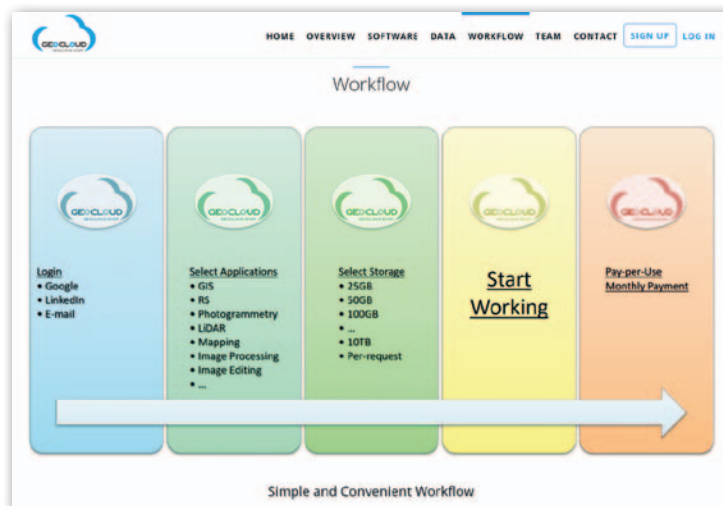 GEOCLOUD
HOME OVERVIEW SOFTWARE DATA WORKFLOW TEAM CONTACT SIGN UP LOG IN
Workflow
GEOCLOUD
GEOCLOUD
GEOCLOUD
GEOCLOUD
GEOCLOUD
Login
• Google
• LinkedIn
• E-mail
Select Applications
• GIS
• RS
• Photogrammetry
• LiDAR
• Mapping
• Image Processing
• Image Editing
• ...
Select Storage
• 25GB
• 50GB
• 100GB
• ...
• 10TB
• Per-request
Start
Working
Pay-per-Use
Monthly Payment
Simple and Convenient Workflow